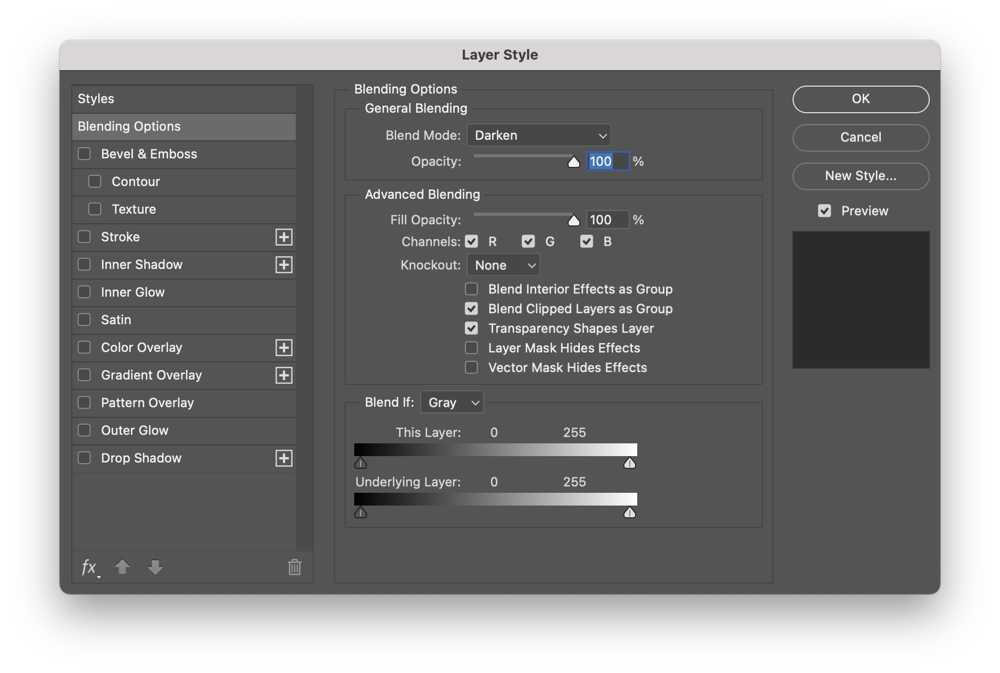 Layer Style
Styles
Blending Options
Bevel & Emboss
Contour
Texture
Stroke
Inner Shadow
Inner Glow
Satin
Color Overlay
Gradient Overlay
Pattern Overlay
Outer Glow
Drop Shadow
fx
Blending Options
General Blending
Blend Mode: Darken
Opacity: 100 %
Advanced Blending
Fill Opacity: 100 %
Channels: R G B
Knockout: None
Blend Interior Effects as Group
Blend Clipped Layers as Group
Transparency Shapes Layer
Layer Mask Hides Effects
Vector Mask Hides Effects
Blend If: Gray
This Layer: 0 255
Underlying Layer: 0 255
OK
Cancel
New Style...
Preview